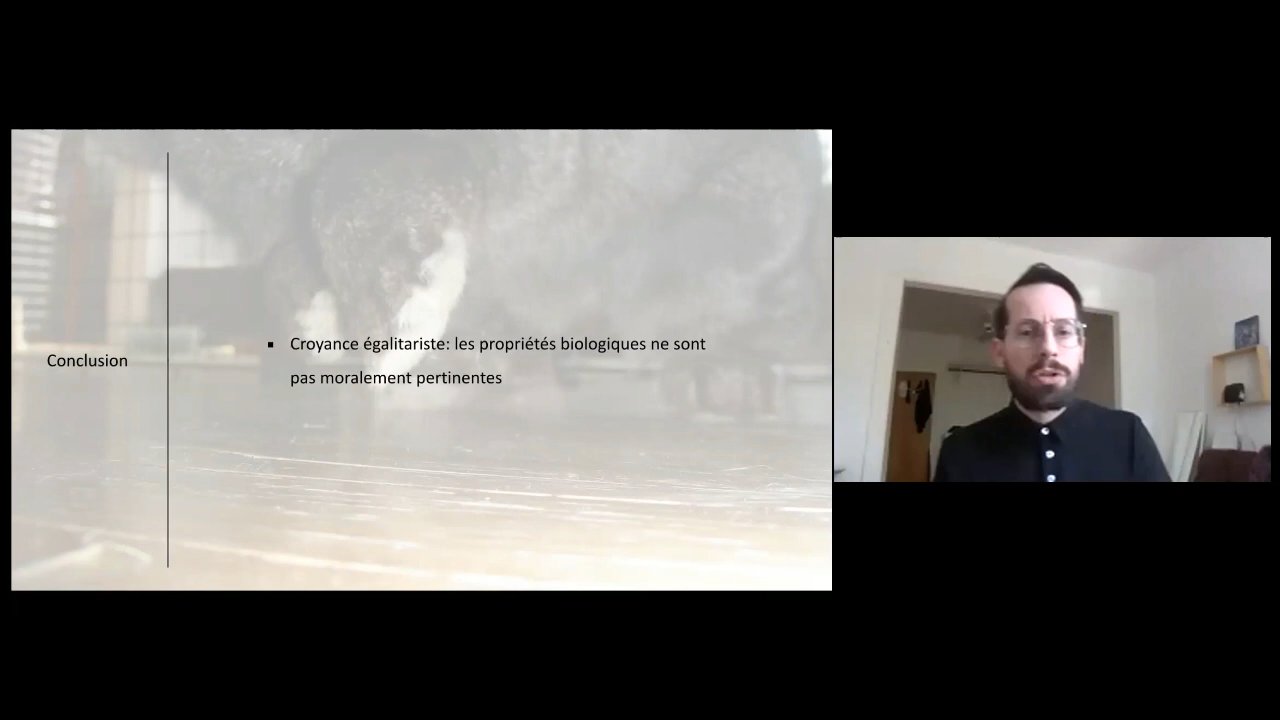 Conclusion
▪ Croyance égalitariste: les propriétés biologiques ne sont
pas moralement pertinentes